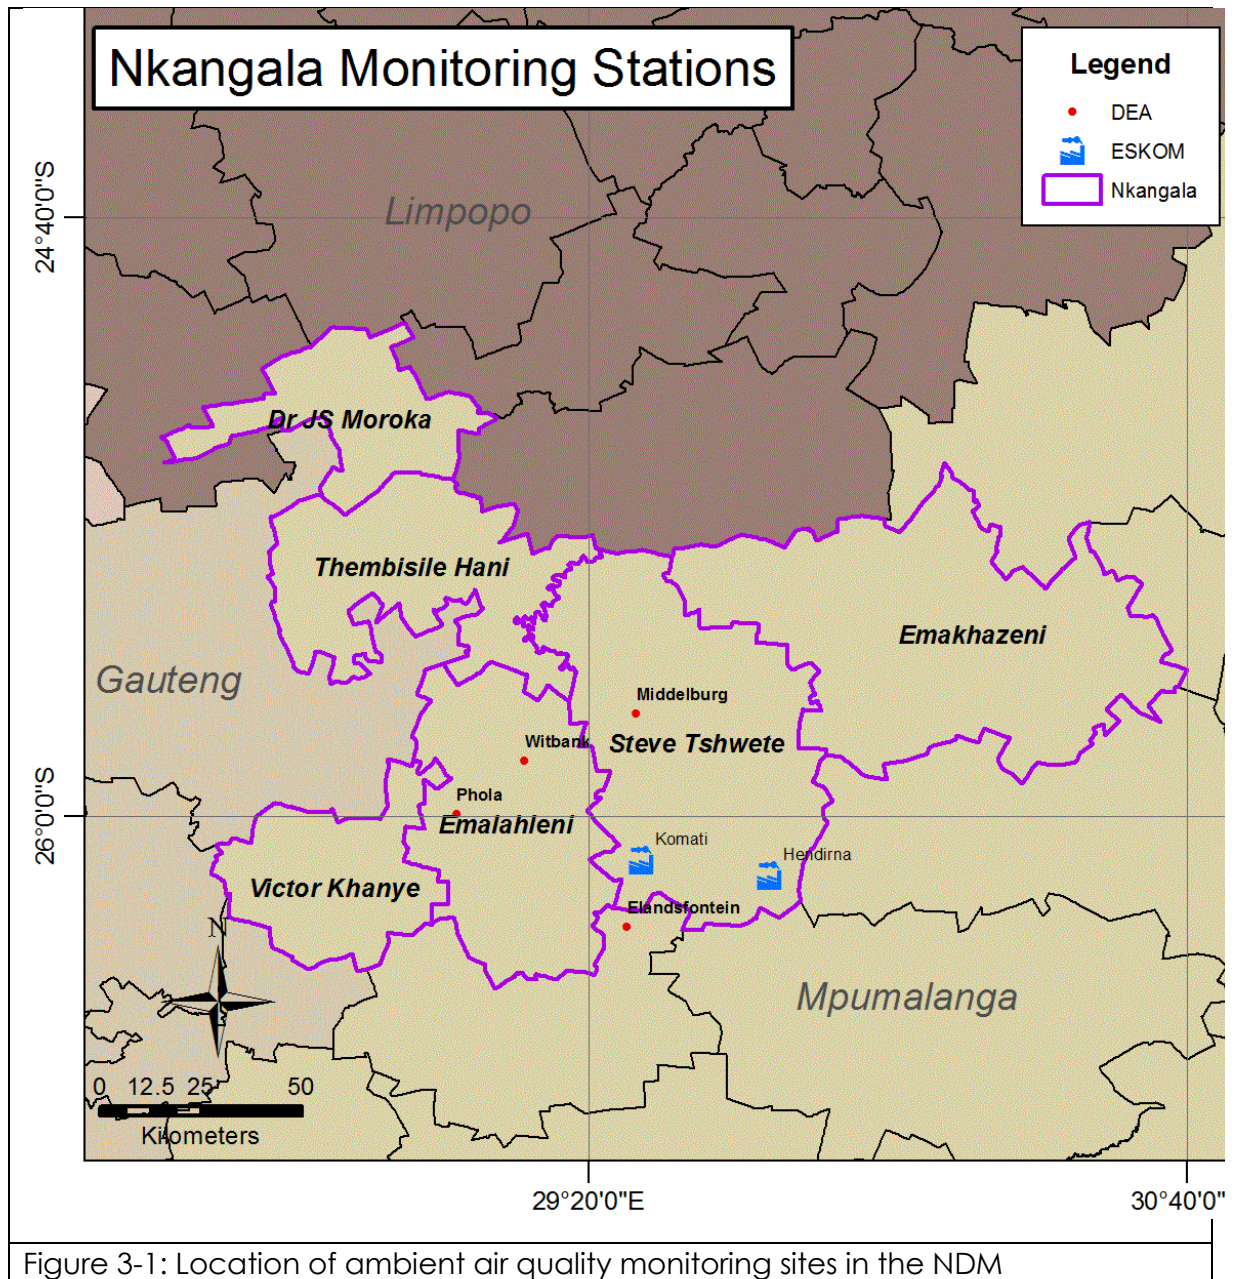 Nkangala Monitoring Stations
Legend
DEA
ESKOM
Nkangala
24°40'0"S
Limpopo
Dr JS Moroka
Thembisile Hani
Emakhazeni
Gauteng
Middelburg
Witbank
Steve Tshwete
Phola
26°0'0"S
Emalahleni
Komati
Hendirna
Victor Khanye
Elandsfontein
N
Mpumalanga
0 12.5 25 50
Kilometers
29°20'0"E
30°40'0"
Figure 3-1: Location of ambient air quality monitoring sites in the NDM